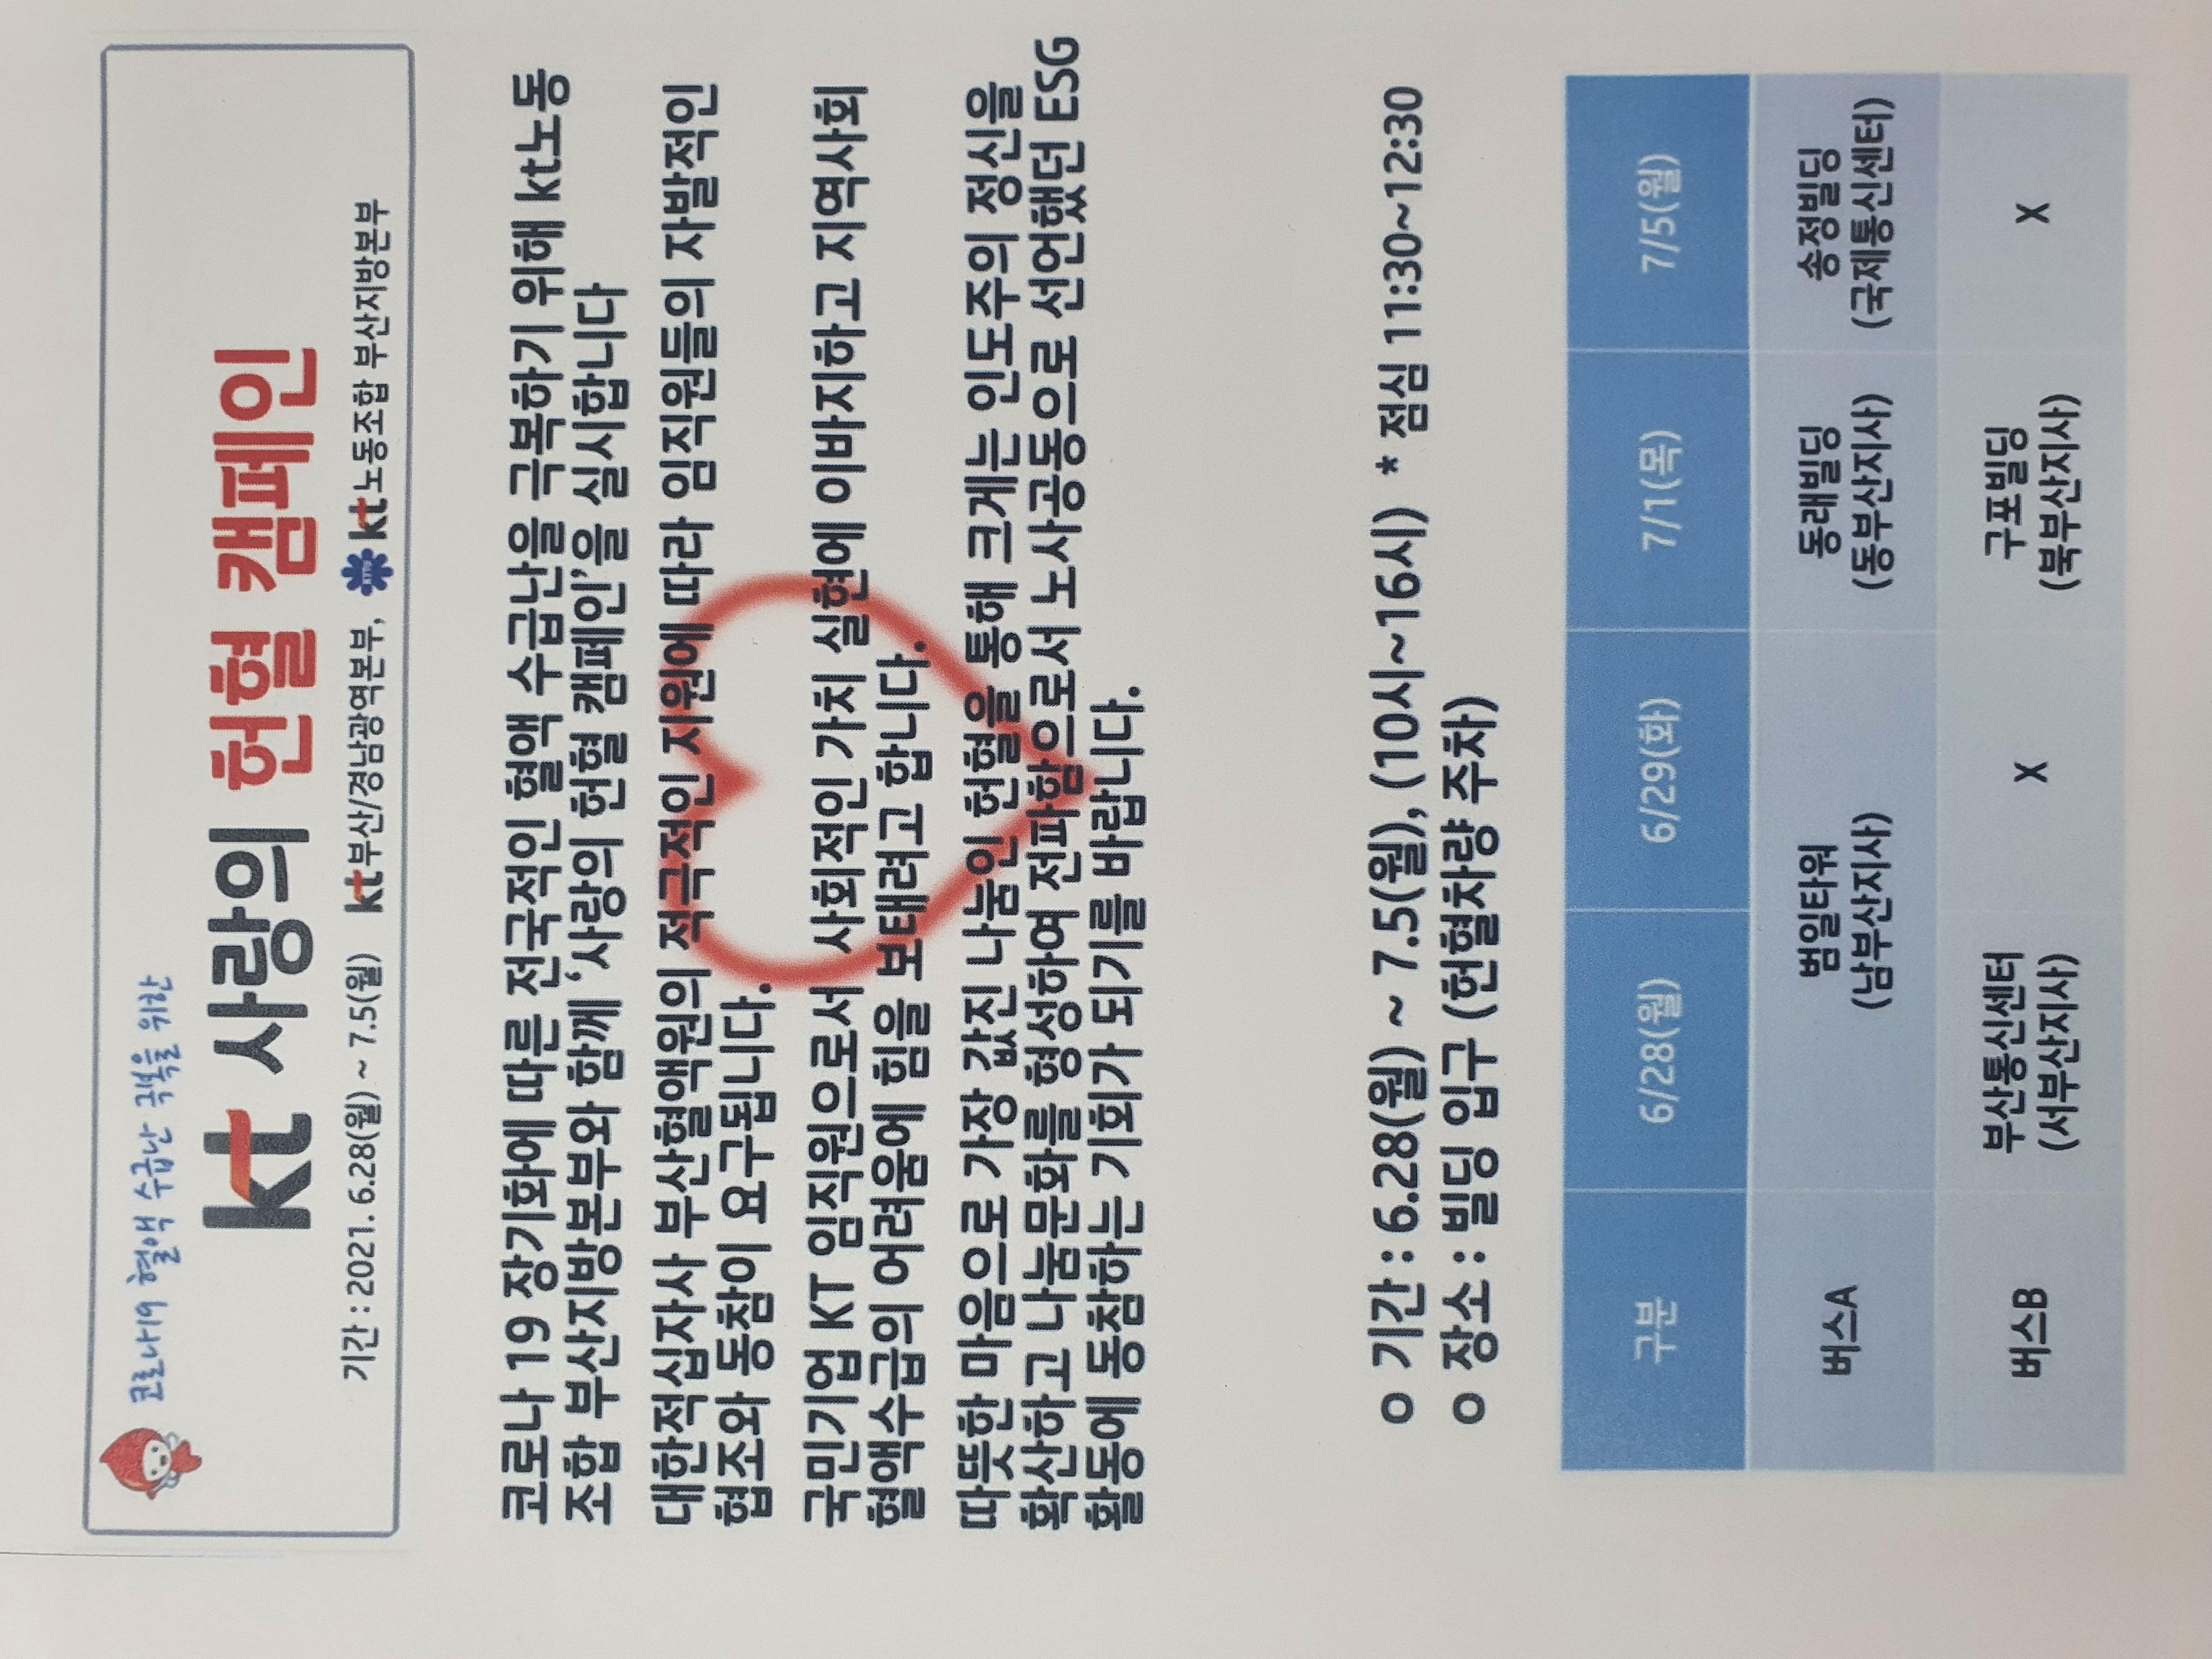 코로나19 혈액 수급난 극복을 위한
kt 사랑의 헌혈 캠페인
기간 : 2021. 6.28(월) ~ 7.5(월) kt부산/경남광역본부, kt노동조합 부산지방본부
코로나 19 장기화에 따른 전국적인 혈액 수급난을 극복하기 위해 kt노동
조합 부산지방본부와 함께 ‘사랑의 헌혈 캠페인’을 실시합니다
대한적십자사 부산혈액원의 적극적인 지원에 따라 임직원들의 자발적인
협조와 동참이 요구됩니다.
국민기업 KT 임직원으로서 사회적인 가치 실현에 이바지하고 지역사회
혈액수급의 어려움에 힘을 보태려고 합니다.
따뜻한 마음으로 가장 값진 나눔인 헌혈을 통해 크게는 인도주의 정신을
확산하고 나눔문화를 형성하여 전파함으로서 노사공동으로 선언했던 ESG
활동에 동참하는 기회가 되기를 바랍니다.
ㅇ 기간 : 6.28(월) ~ 7.5(월), (10시~16시) * 점심 11:30~12:30
ㅇ 장소 : 빌딩 입구 (헌혈차량 주차)
구분 6/28(월) 6/29(화) 7/1(목) 7/5(월)
버스A 범일타워 (남부산지사) 동래빌딩 (동부산지사) 송정빌딩 (국제통신센터)
버스B 부산통신센터 (서부산지사) X 구포빌딩 (북부산지사) X